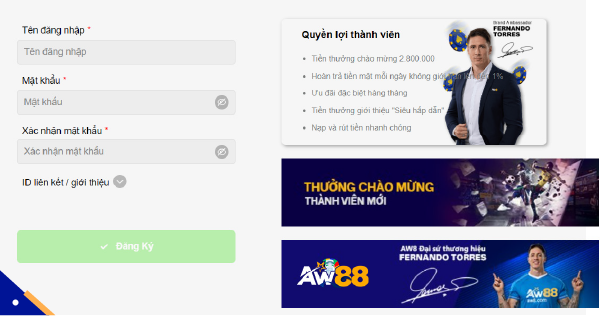 Tên đăng nhập *
Tên đăng nhập
Mật khẩu *
Mật khẩu
Xác nhận mật khẩu *
Xác nhận mật khẩu
ID liên kết / giới thiệu
Đăng Ký
Quyền lợi thành viên
Tiền thưởng chào mừng 2.800.000
Hoàn trả tiền mặt mỗi ngày không giới 1%
Ưu đãi đặc biệt hàng tháng
Tiền thưởng giới thiệu "Siêu hấp dẫn"
Nạp và rút tiền nhanh chóng
Brand Ambassador
FERNANDO
TORRES
THƯỞNG CHÀO MỪNG
THÀNH VIÊN MỚI
AW88
AW8 Đại sứ thương hiệu
FERNANDO TORRES
AW88